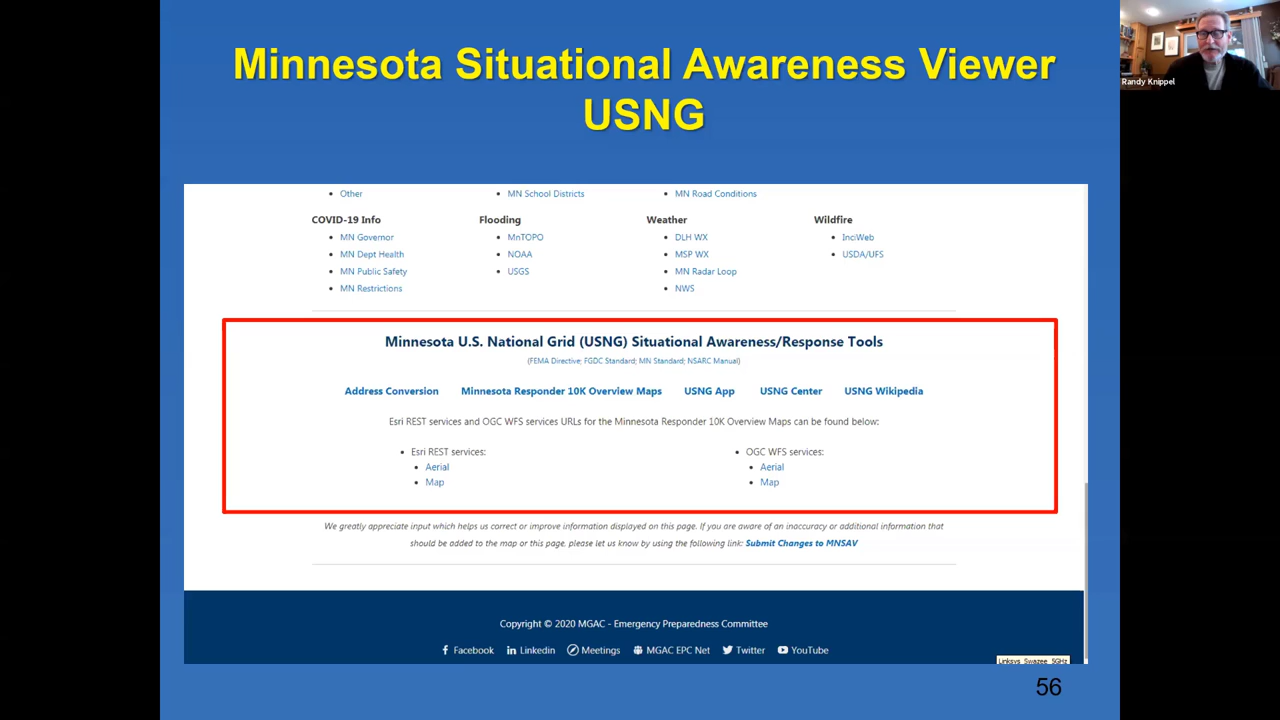 Minnesota Situational Awareness Viewer
USNG
Randy Knippel
• Other
• MN School Districts
• MN Road Conditions
COVID-19 Info
• MN Governor
• MN Dept Health
• MN Public Safety
• MN Restrictions
Flooding
• MnTOPO
• NOAA
• USGS
Weather
• DLH WX
• MSP WX
• MN Radar Loop
• NWS
Wildfire
• InciWeb
• USDA/UFS
Minnesota U.S. National Grid (USNG) Situational Awareness/Response Tools
(FEMA Directive; FGDC Standard; MN Standard; NSARC Manual)
Address Conversion Minnesota Responder 10K Overview Maps USNG App USNG Center USNG Wikipedia
Esri REST services and OGC WFS services URLs for the Minnesota Responder 10K Overview Maps can be found below:
• Esri REST services:
• Aerial
• Map
• OGC WFS services:
• Aerial
• Map
We greatly appreciate input which helps us correct or improve information displayed on this page. If you are aware of an inaccuracy or additional information that
should be added to the map or this page, please let us know by using the following link: Submit Changes to MNSAV
Copyright © 2020 MGAC - Emergency Preparedness Committee
Facebook Linkedin Meetings MGAC EPC Net Twitter YouTube
Linksys_Swazee_5GHz
56